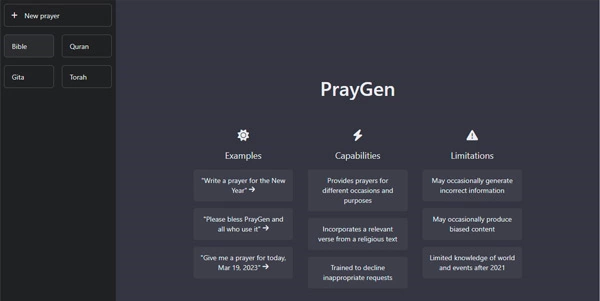 New prayer
Bible
Quran
Gita
Torah
PrayGen
Examples
"Write a prayer for the New
Year" →
"Please bless PrayGen and
all who use it" →
"Give me a prayer for today,
Mar 19, 2023" →
Capabilities
Provides prayers for
different occasions and
purposes
Incorporates a relevant
verse from a religious text
Trained to decline
inappropriate requests
Limitations
May occasionally generate
incorrect information
May occasionally produce
biased content
Limited knowledge of world
and events after 2021